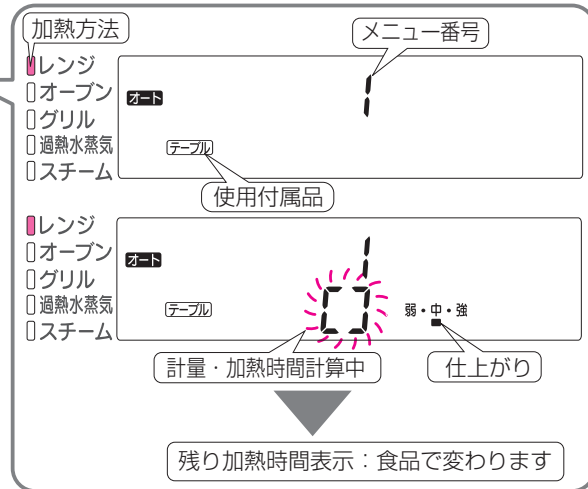 加熱方法
メニュー番号
レンジ
オーブン
グリル
過熱水蒸気
スチーム
オート
1
テーブル
使用付属品
レンジ
オーブン
グリル
過熱水蒸気
スチーム
オート
1
テーブル
弱・中・強
計量・加熱時間計算中
仕上がり
残り加熱時間表示：食品で変わります